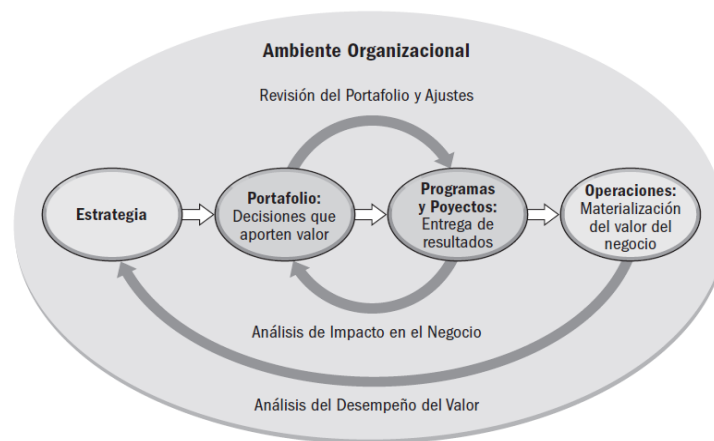 Ambiente Organizacional
Revisión del Portafolio y Ajustes
Estrategia
Portafolio:
Decisiones que
aporten valor
Programas
y Poyectos:
Entrega de
resultados
Operaciones:
Materialización
del valor del
negocio
Análisis de Impacto en el Negocio
Análisis del Desempeño del Valor